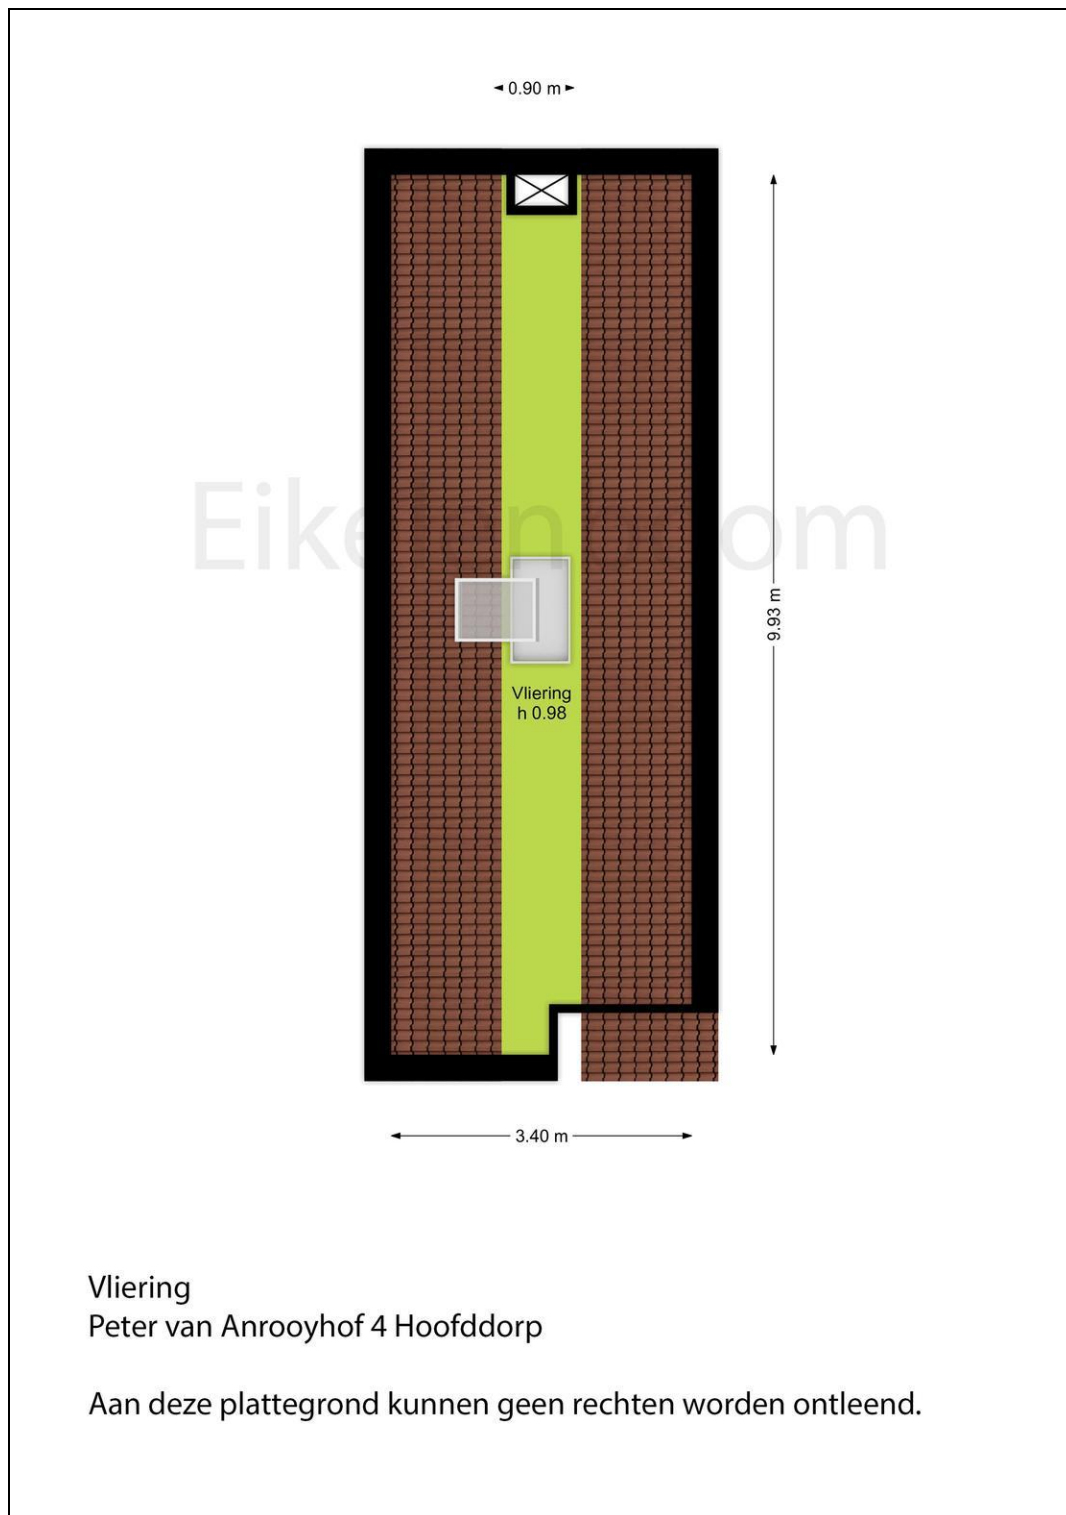 0.90 m
9.93 m
Vliering
h 0.98
3.40 m
Vliering
Peter van Anrooyhof 4 Hoofddorp
Aan deze plattegrond kunnen geen rechten worden ontleend.